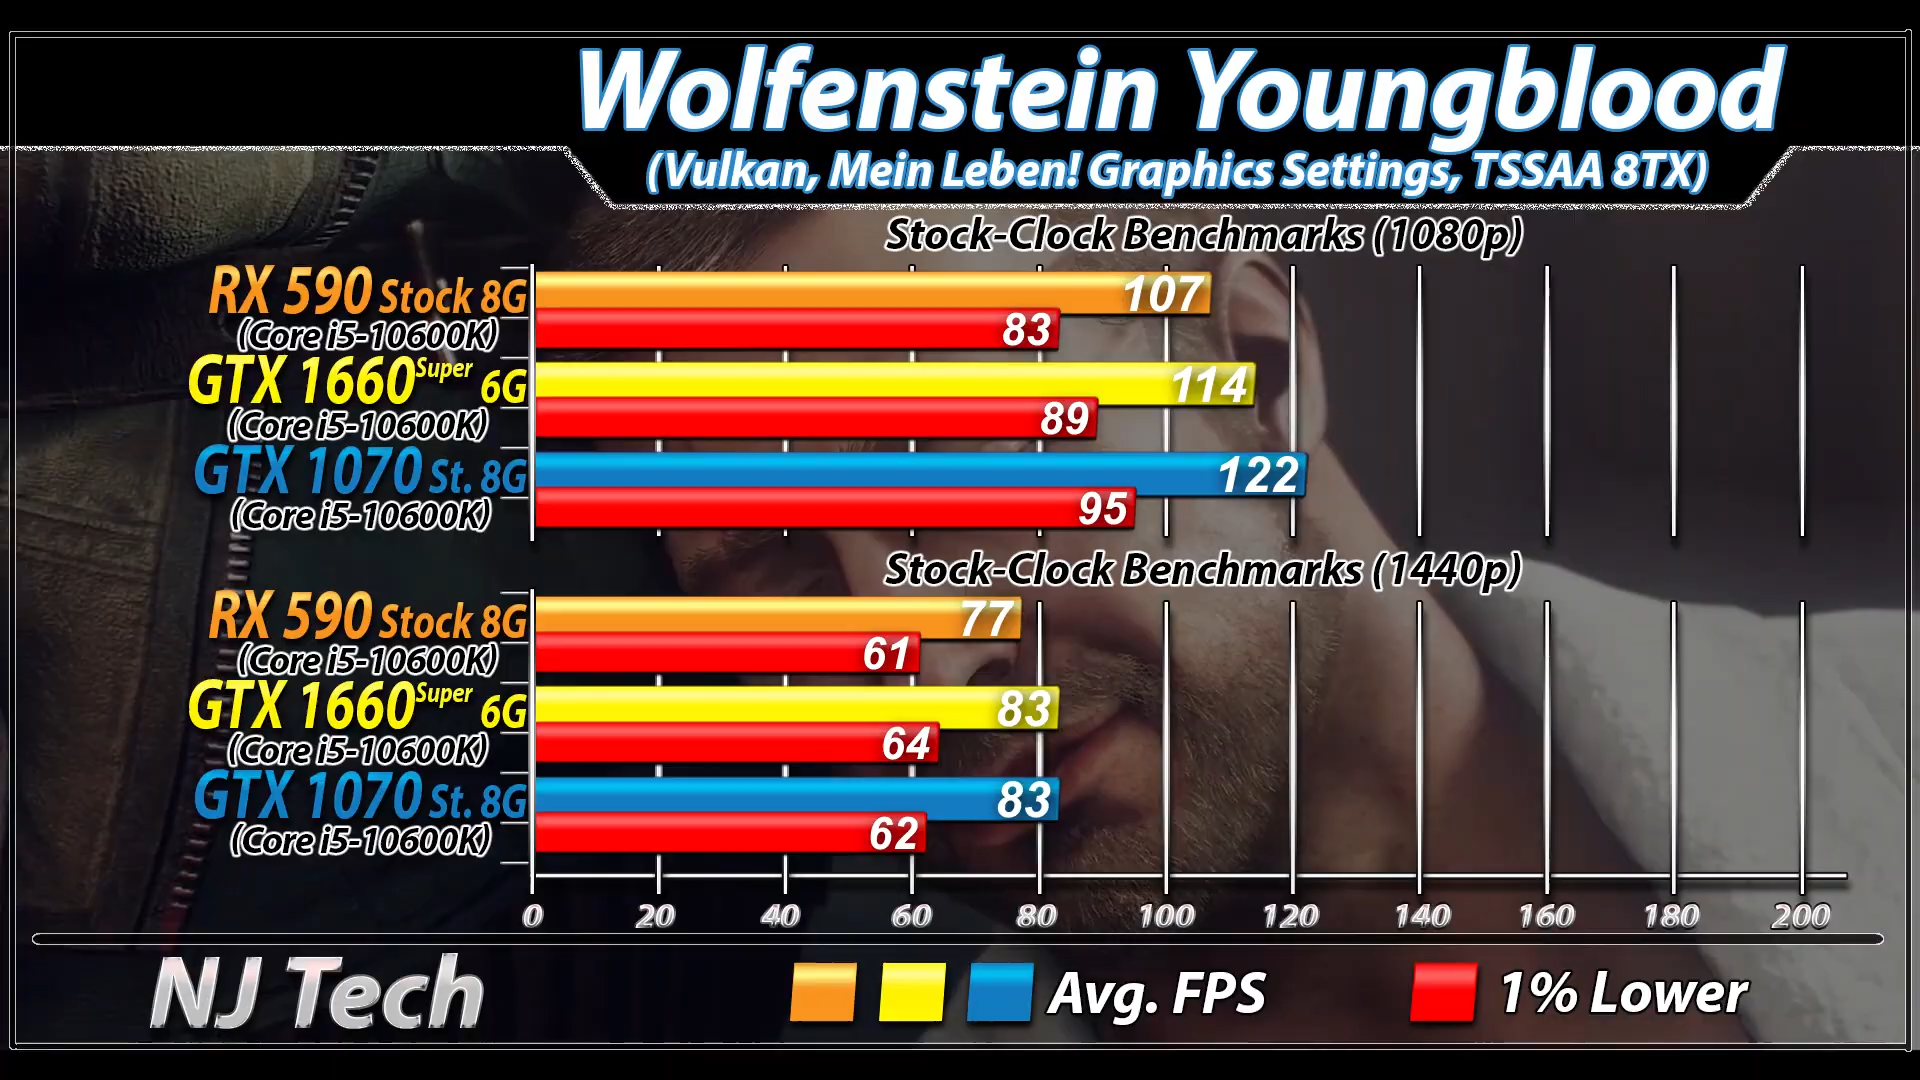 Wolfenstein Youngblood
(Vulkan, Mein Leben! Graphics Settings, TSSAA 8TX)
Stock-Clock Benchmarks (1080p)
RX 590 Stock 8G
107
(Core i5-10600K)
83
GTX 1660 Super 6G
114
(Core i5-10600K)
89
GTX 1070 St. 8G
122
(Core i5-10600K)
95
Stock-Clock Benchmarks (1440p)
RX 590 Stock 8G
77
(Core i5-10600K)
61
GTX 1660 Super 6G
83
(Core i5-10600K)
64
GTX 1070 St. 8G
83
(Core i5-10600K)
62
0 20 40 60 80 100 120 140 160 180 200
NJ Tech
Avg. FPS
1% Lower